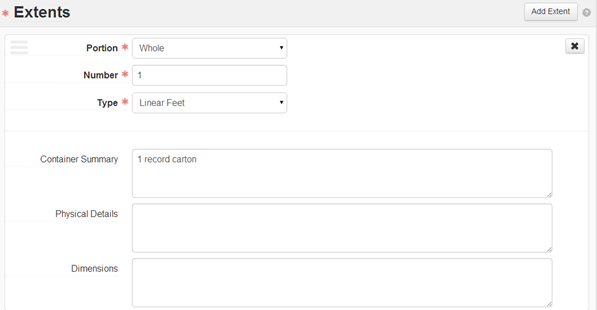 * Extents
Add Extent
?
Portion *
Whole
Number *
1
Type *
Linear Feet
Container Summary
1 record carton
Physical Details
Dimensions